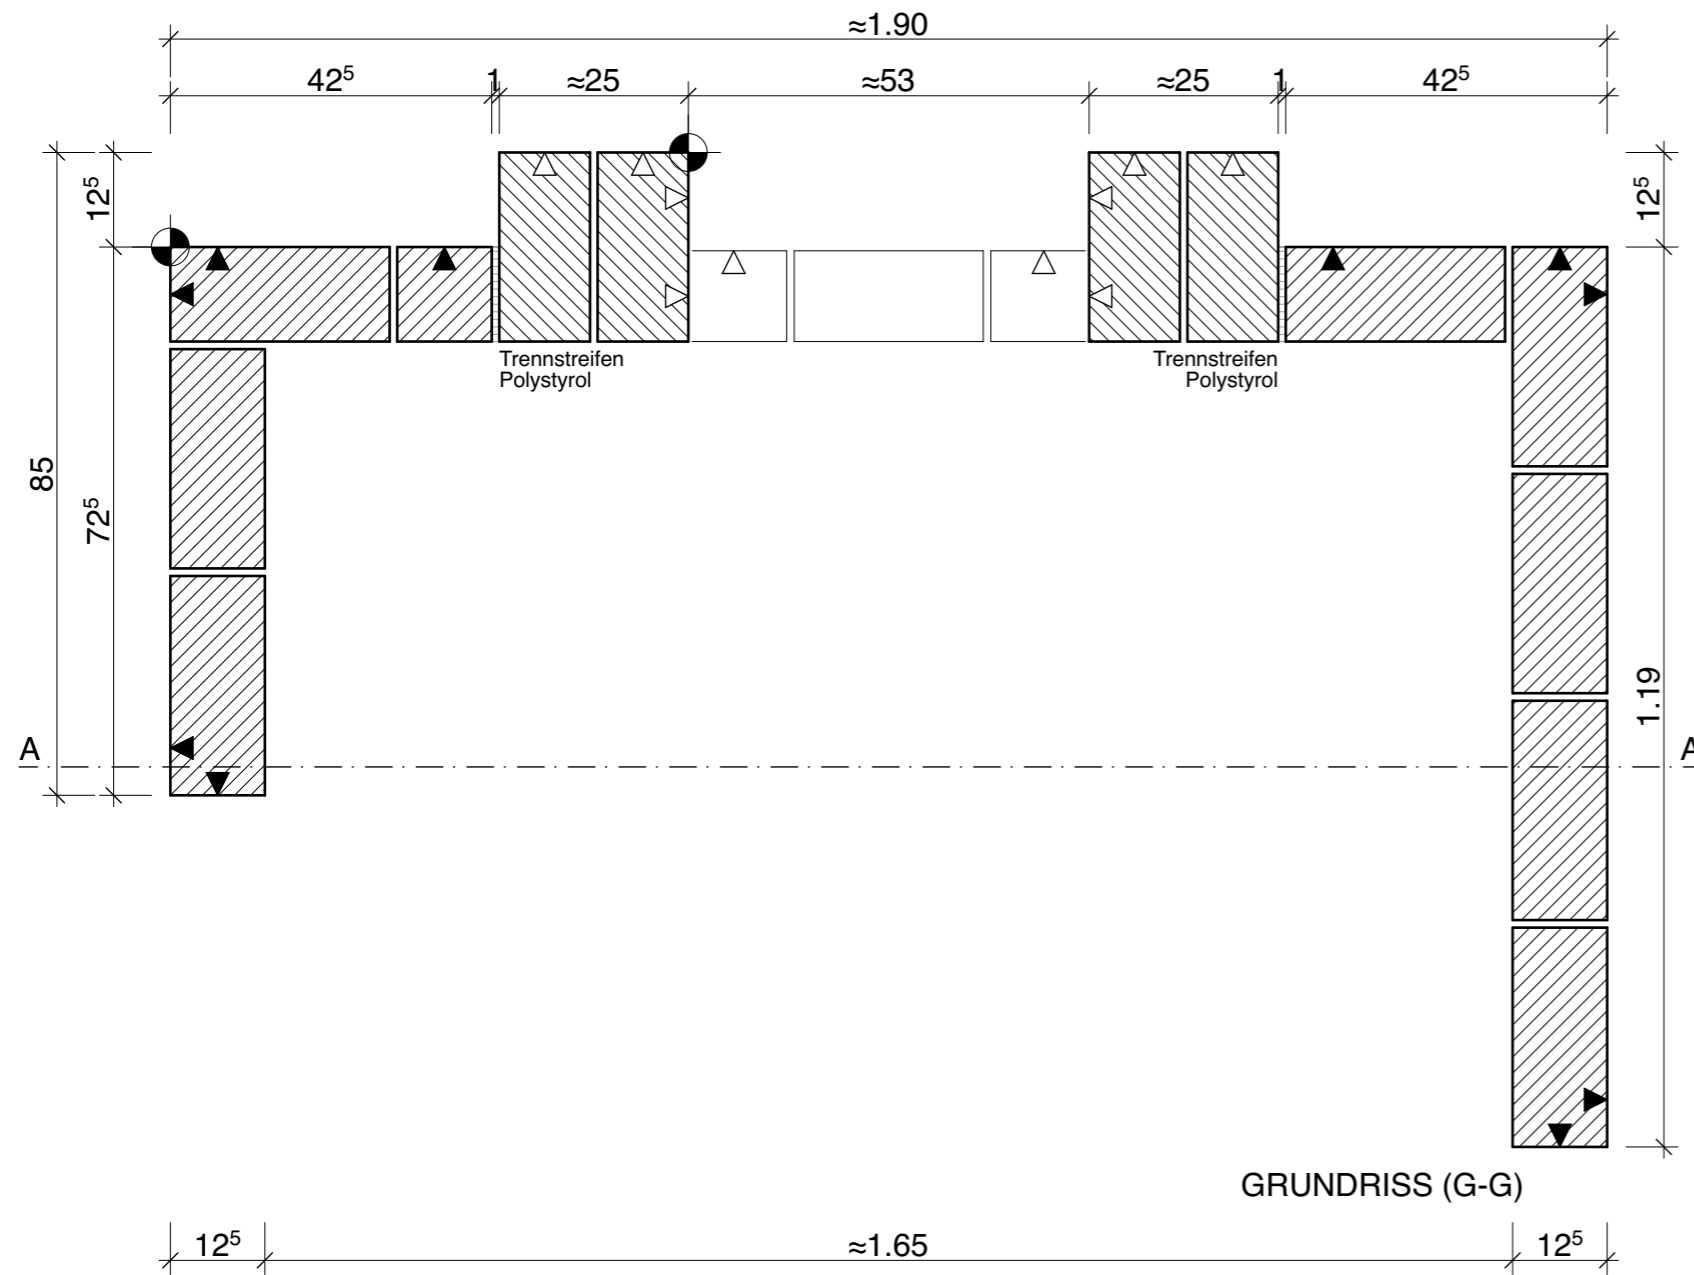 ≈1.90
42⁵ 1 ≈25 ≈53 ≈25 1 42⁵
12⁵
12⁵
Trennstreifen
Polystyrol
Trennstreifen
Polystyrol
85
72⁵
1.19
A
A
GRUNDRISS (G-G)
12⁵ ≈1.65 12⁵